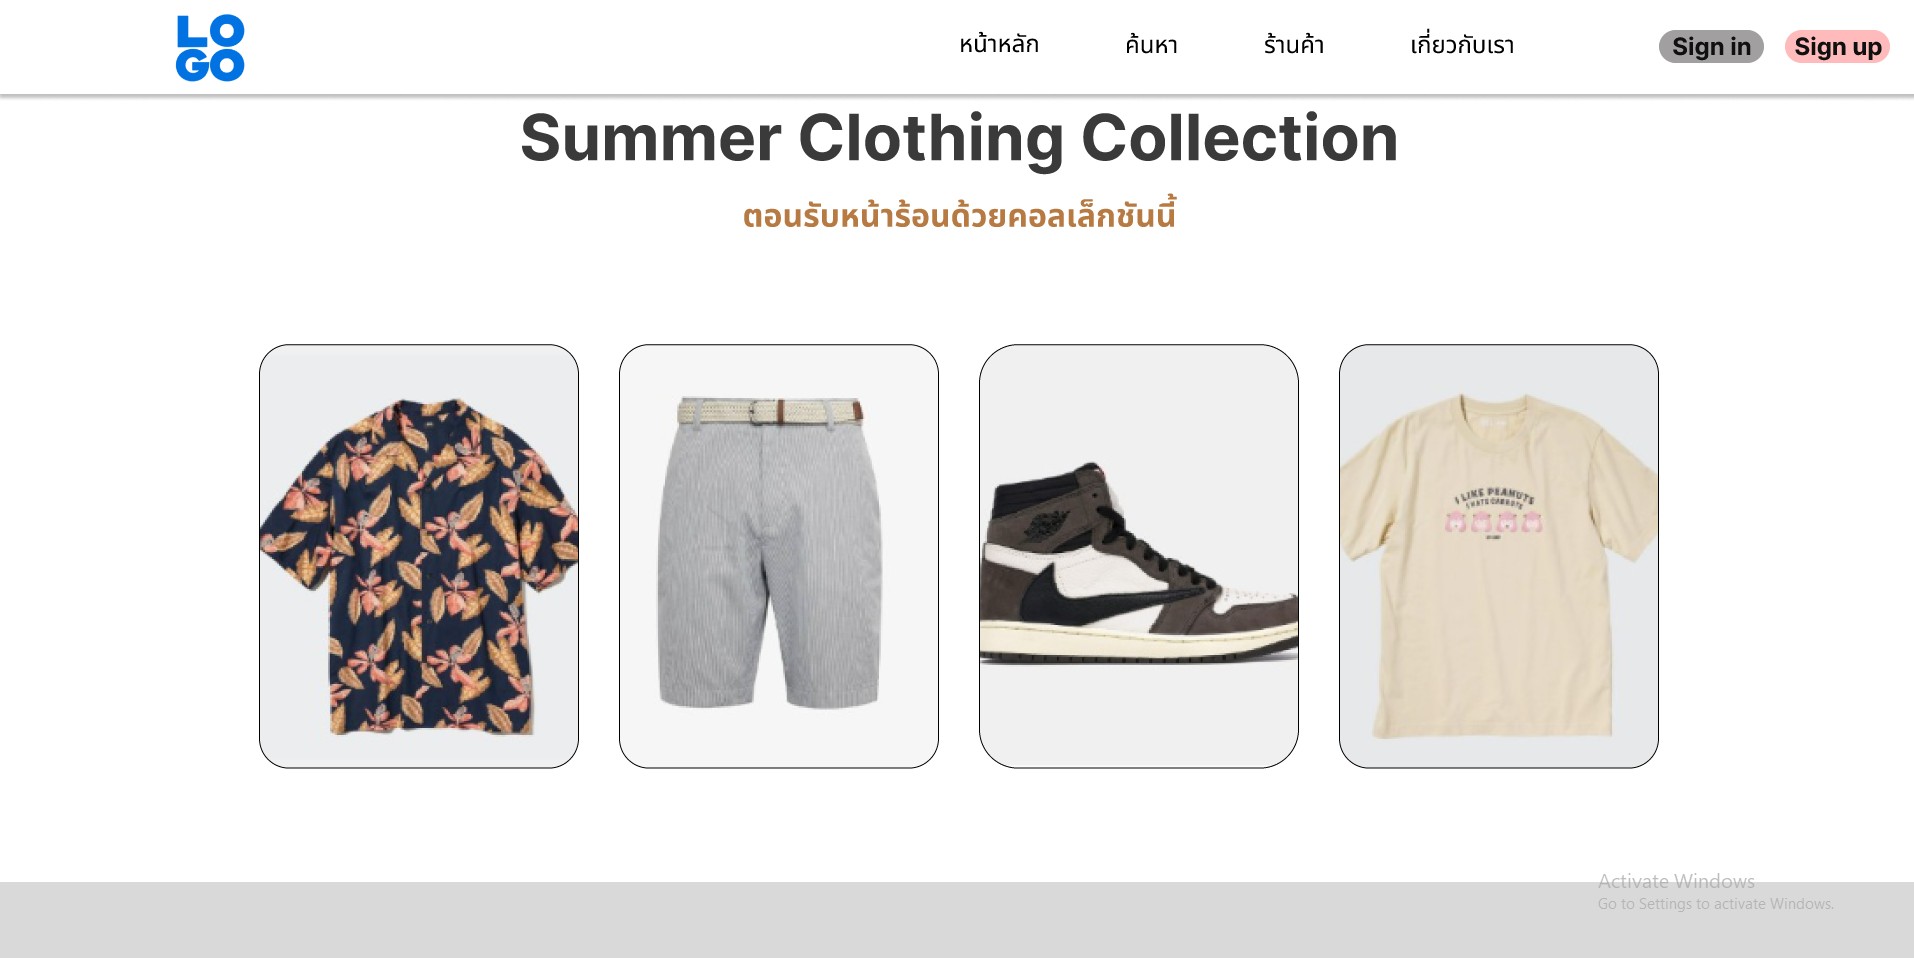 LO
GO
หน้าหลัก
ค้นหา
ร้านค้า
เกี่ยวกับเรา
Sign in
Sign up
Summer Clothing Collection
ตอนรับหน้าร้อนด้วยคอลเล็กชันนี้
I LIKE PEANUTS
I HATE CARROTS
Activate Windows
Go to Settings to activate Windows.